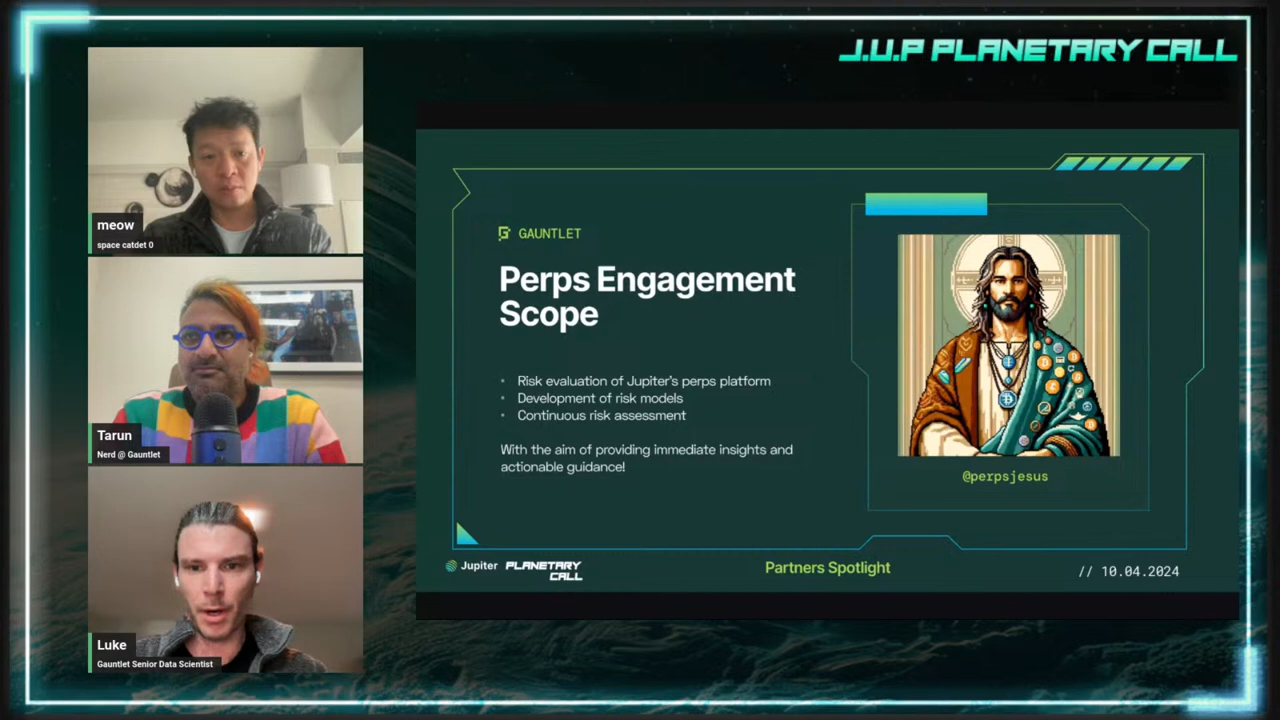 J.U.P PLANETARY CALL
meow
space catdet 0
Tarun
Nerd @ Gauntlet
Luke
Gauntlet Senior Data Scientist
GAUNTLET
Perps Engagement
Scope
• Risk evaluation of Jupiter's perps platform
• Development of risk models
• Continuous risk assessment
With the aim of providing immediate insights and
actionable guidance!
@perpsjesus
Jupiter PLANETARY
CALL
Partners Spotlight
// 10.04.2024